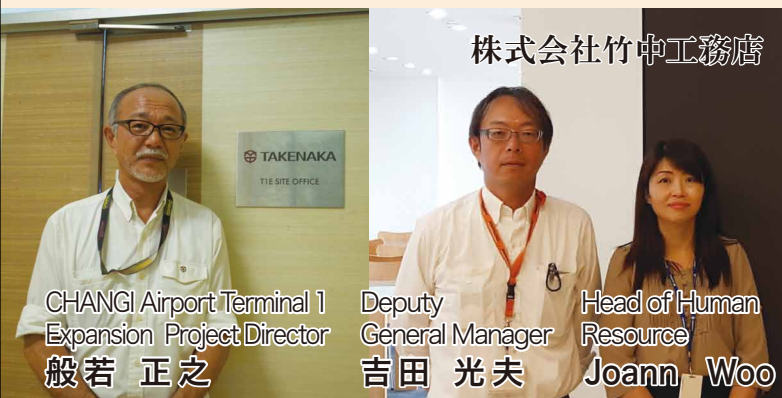 株式会社竹中工務店
TAKENAKA
T1E SITE OFFICE
CHANGI Airport Terminal 1
Expansion Project Director
般若 正之
Deputy
General Manager
吉田 光夫
Head of Human
Resource
Joann Woo